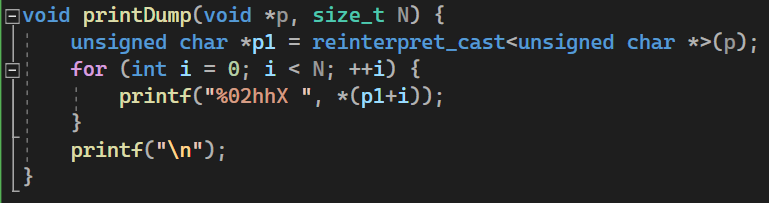 void printDump(void *p, size_t N) {
    unsigned char *p1 = reinterpret_cast<unsigned char *>(p);
    for (int i = 0; i < N; ++i) {
        printf("%02hhX ", *(p1+i));
    }
    printf("\n");
}